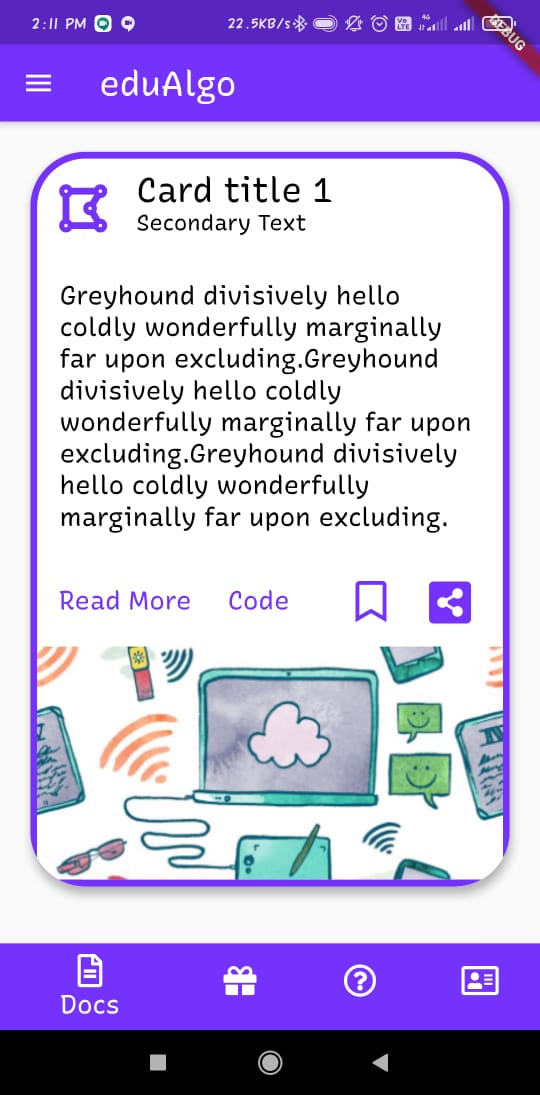 2:11 PM
22.5KB/s
4G
DEBUG
eduAlgo
Card title 1
Secondary Text
Greyhound divisively hello
coldly wonderfully marginally
far upon excluding.Greyhound
divisively hello coldly
wonderfully marginally far upon
excluding.Greyhound divisively
hello coldly wonderfully
marginally far upon excluding.
Read More Code
Docs